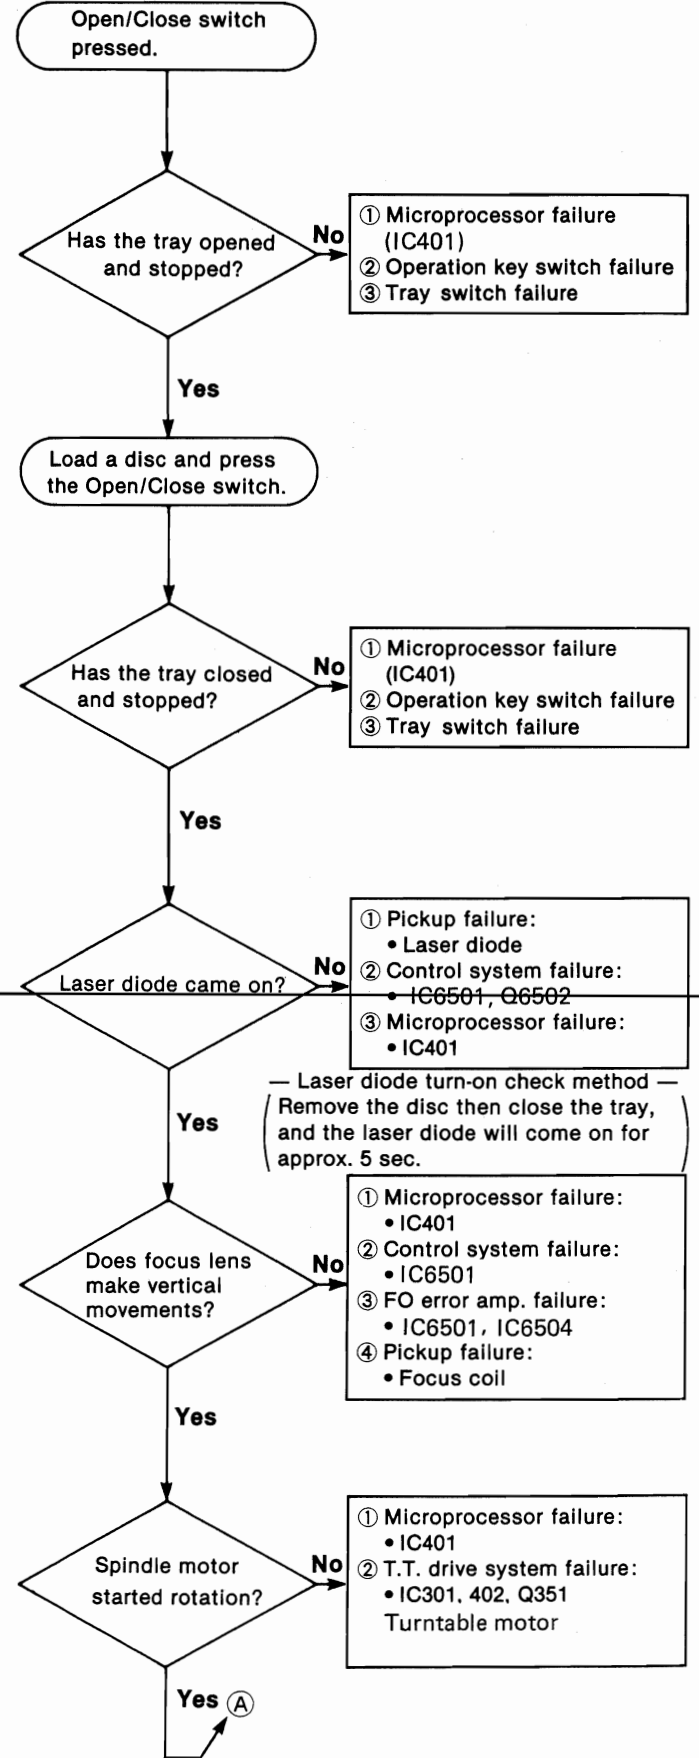 Open/Close switch
pressed.
Has the tray opened
and stopped?
No
① Microprocessor failure
(IC401)
② Operation key switch failure
③ Tray switch failure
Yes
Load a disc and press
the Open/Close switch.
Has the tray closed
and stopped?
No
① Microprocessor failure
(IC401)
② Operation key switch failure
③ Tray switch failure
Yes
Laser diode came on?
No
① Pickup failure:
• Laser diode
② Control system failure:
• IC6501, Q6502
③ Microprocessor failure:
• IC401
— Laser diode turn-on check method —
(Remove the disc then close the tray,
and the laser diode will come on for
approx. 5 sec.)
Yes
Does focus lens
make vertical
movements?
No
① Microprocessor failure:
• IC401
② Control system failure:
• IC6501
③ FO error amp. failure:
• IC6501, IC6504
④ Pickup failure:
• Focus coil
Yes
Spindle motor
started rotation?
No
① Microprocessor failure:
• IC401
② T.T. drive system failure:
• IC301, 402, Q351
Turntable motor
Yes Ⓐ